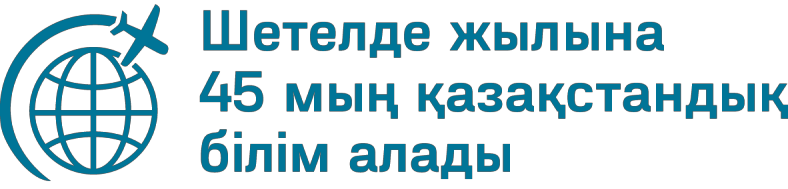 Шетелде жылына
45 мың қазақстандық
білім алады